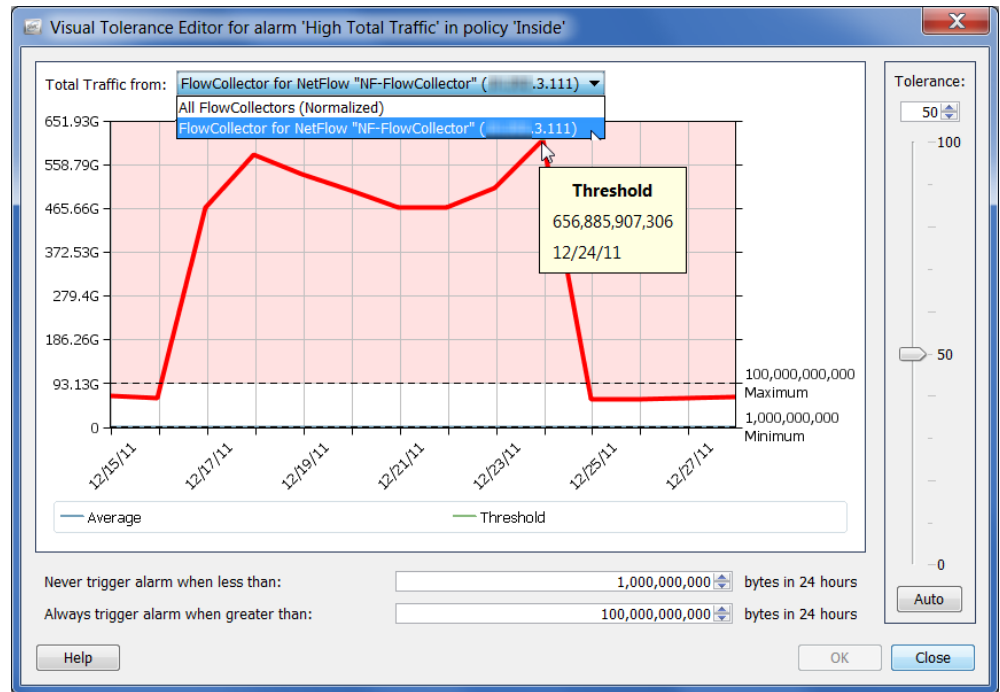 Visual Tolerance Editor for alarm 'High Total Traffic' in policy 'Inside'
Total Traffic from: FlowCollector for NetFlow "NF-FlowCollector" ( .3.111)
All FlowCollectors (Normalized)
FlowCollector for NetFlow "NF-FlowCollector" ( .3.111)
Tolerance:
50
651.93G
558.79G
465.66G
372.53G
279.4G
186.26G
93.13G
0
Threshold
656,885,907,306
12/24/11
100,000,000,000
Maximum
1,000,000,000
Minimum
12/15/11
12/17/11
12/19/11
12/21/11
12/23/11
12/25/11
12/27/11
Average
Threshold
100
50
0
Auto
Never trigger alarm when less than: 1,000,000,000 bytes in 24 hours
Always trigger alarm when greater than: 100,000,000,000 bytes in 24 hours
Help
OK
Close